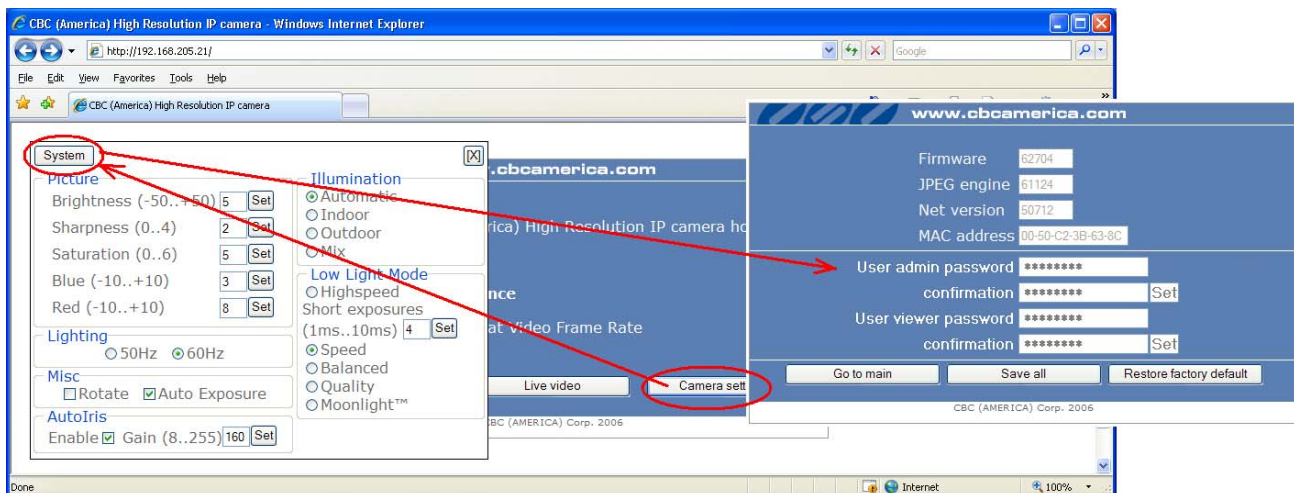 CBC (America) High Resolution IP camera - Windows Internet Explorer
http://192.168.205.21/
Google
File Edit View Favorites Tools Help
CBC (America) High Resolution IP camera
System
[X]
Picture
Brightness (-50..+50) 5 Set
Sharpness (0..4) 2 Set
Saturation (0..6) 5 Set
Blue (-10..+10) 3 Set
Red (-10..+10) 8 Set
Lighting
50Hz 60Hz
Misc
Rotate Auto Exposure
AutoIris
Enable Gain (8..255) 160 Set
Illumination
Automatic
Indoor
Outdoor
Mix
Low Light Mode
Highspeed
Short exposures
(1ms..10ms) 4 Set
Speed
Balanced
Quality
Moonlight™
.cbcamerica.com
rica) High Resolution IP camera ho
nce
at Video Frame Rate
Live video
Camera sett
BC (AMERICA) Corp. 2006
www.cbcamerica.com
Firmware 62704
JPEG engine 61124
Net version 50712
MAC address 00-50-C2-3B-63-8C
User admin password ********
confirmation ******** Set
User viewer password ********
confirmation ******** Set
Go to main
Save all
Restore factory default
CBC (AMERICA) Corp. 2006
Done
Internet
100%